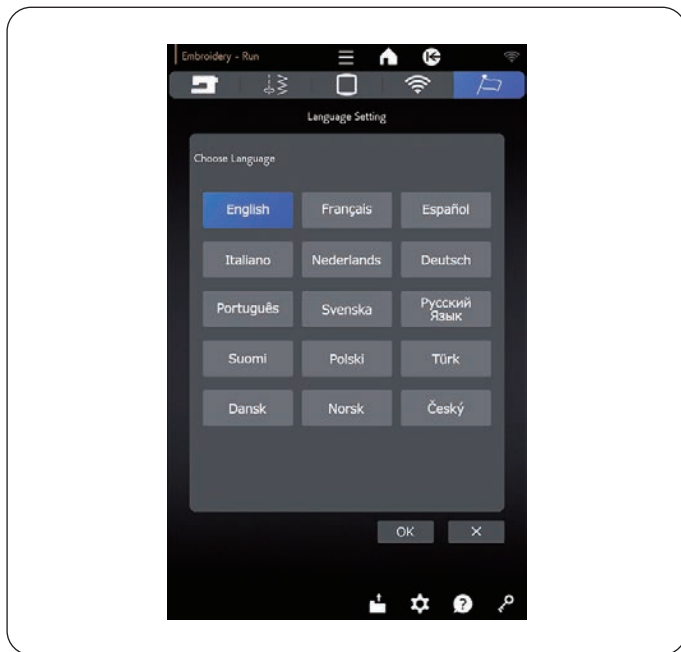 Embroidery - Run
Language Setting
Choose Language
English
Français
Español
Italiano
Nederlands
Deutsch
Português
Svenska
Русский
Язык
Suomi
Polski
Türk
Dansk
Norsk
Český
OK